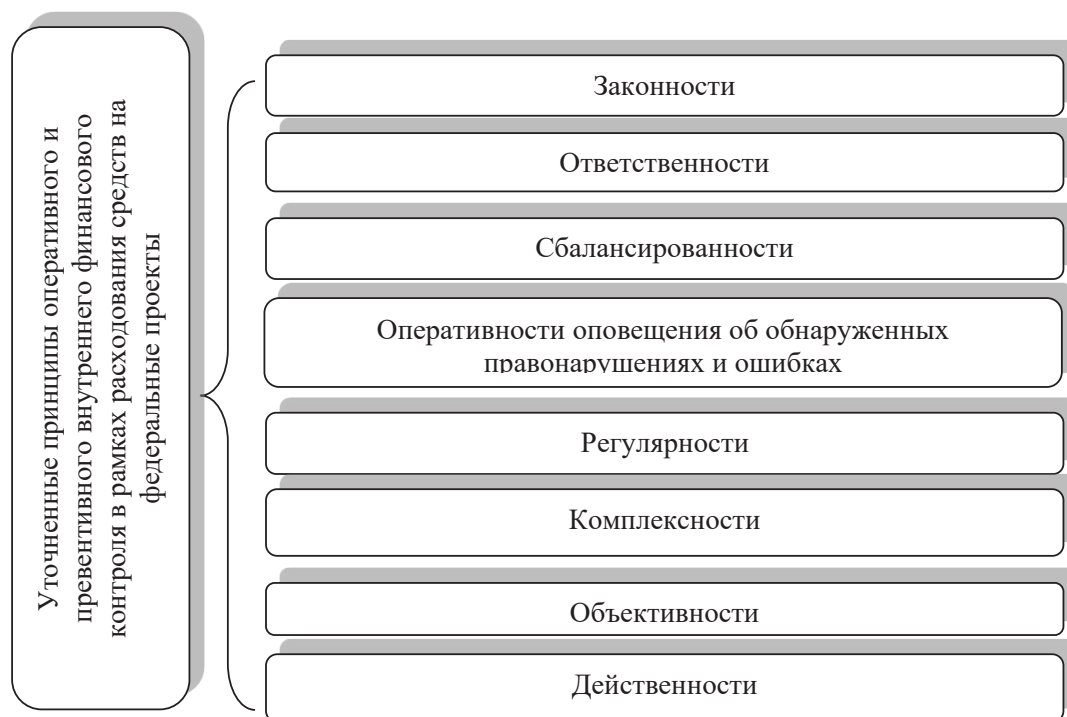 Уточненные принципы оперативного и
превентивного внутреннего финансового
контроля в рамках расходования средств на
федеральные проекты
Законности
Ответственности
Сбалансированности
Оперативности оповещения об обнаруженных
правонарушениях и ошибках
Регулярности
Комплексности
Объективности
Действенности